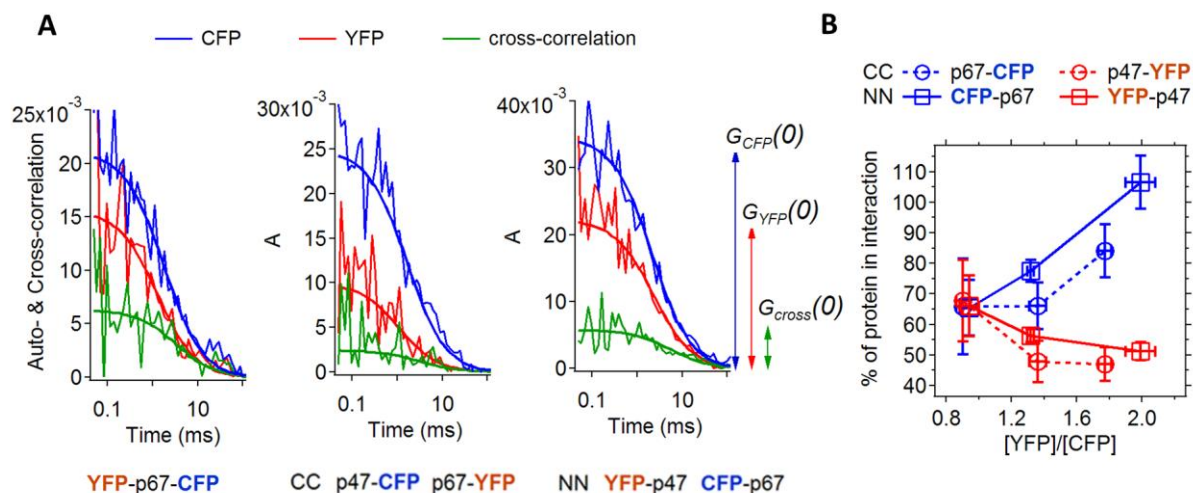 A
CFP YFP cross-correlation
25x10-3
20
15
10
5
0
Auto- & Cross-correlation
0.1 10
Time (ms)
YFP-p67-CFP
30x10-3
25
20
15
10
5
0
A
0.1 10
Time (ms)
CC p47-CFP p67-YFP
40x10-3
30
20
10
0
A
0.1 10
Time (ms)
NN YFP-p47 CFP-p67
GCFP(0)
GYFP(0)
Gcross(0)
B
CC p67-CFP p47-YFP
NN CFP-p67 YFP-p47
110
100
90
80
70
60
50
40
% of protein in interaction
0.8 1.2 1.6 2.0
[YFP]/[CFP]